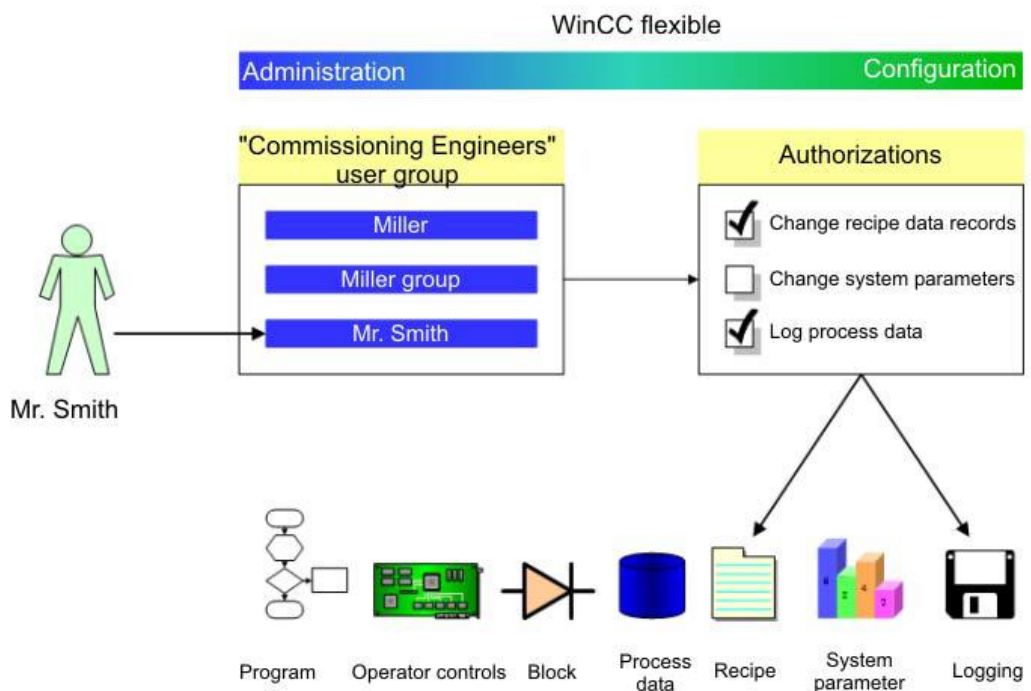 WinCC flexible
Administration
Configuration
"Commissioning Engineers"
user group
Authorizations
Miller
Miller group
Mr. Smith
Change recipe data records
Change system parameters
Log process data
Mr. Smith
Program
Operator controls
Block
Process
data
Recipe
System
parameter
Logging